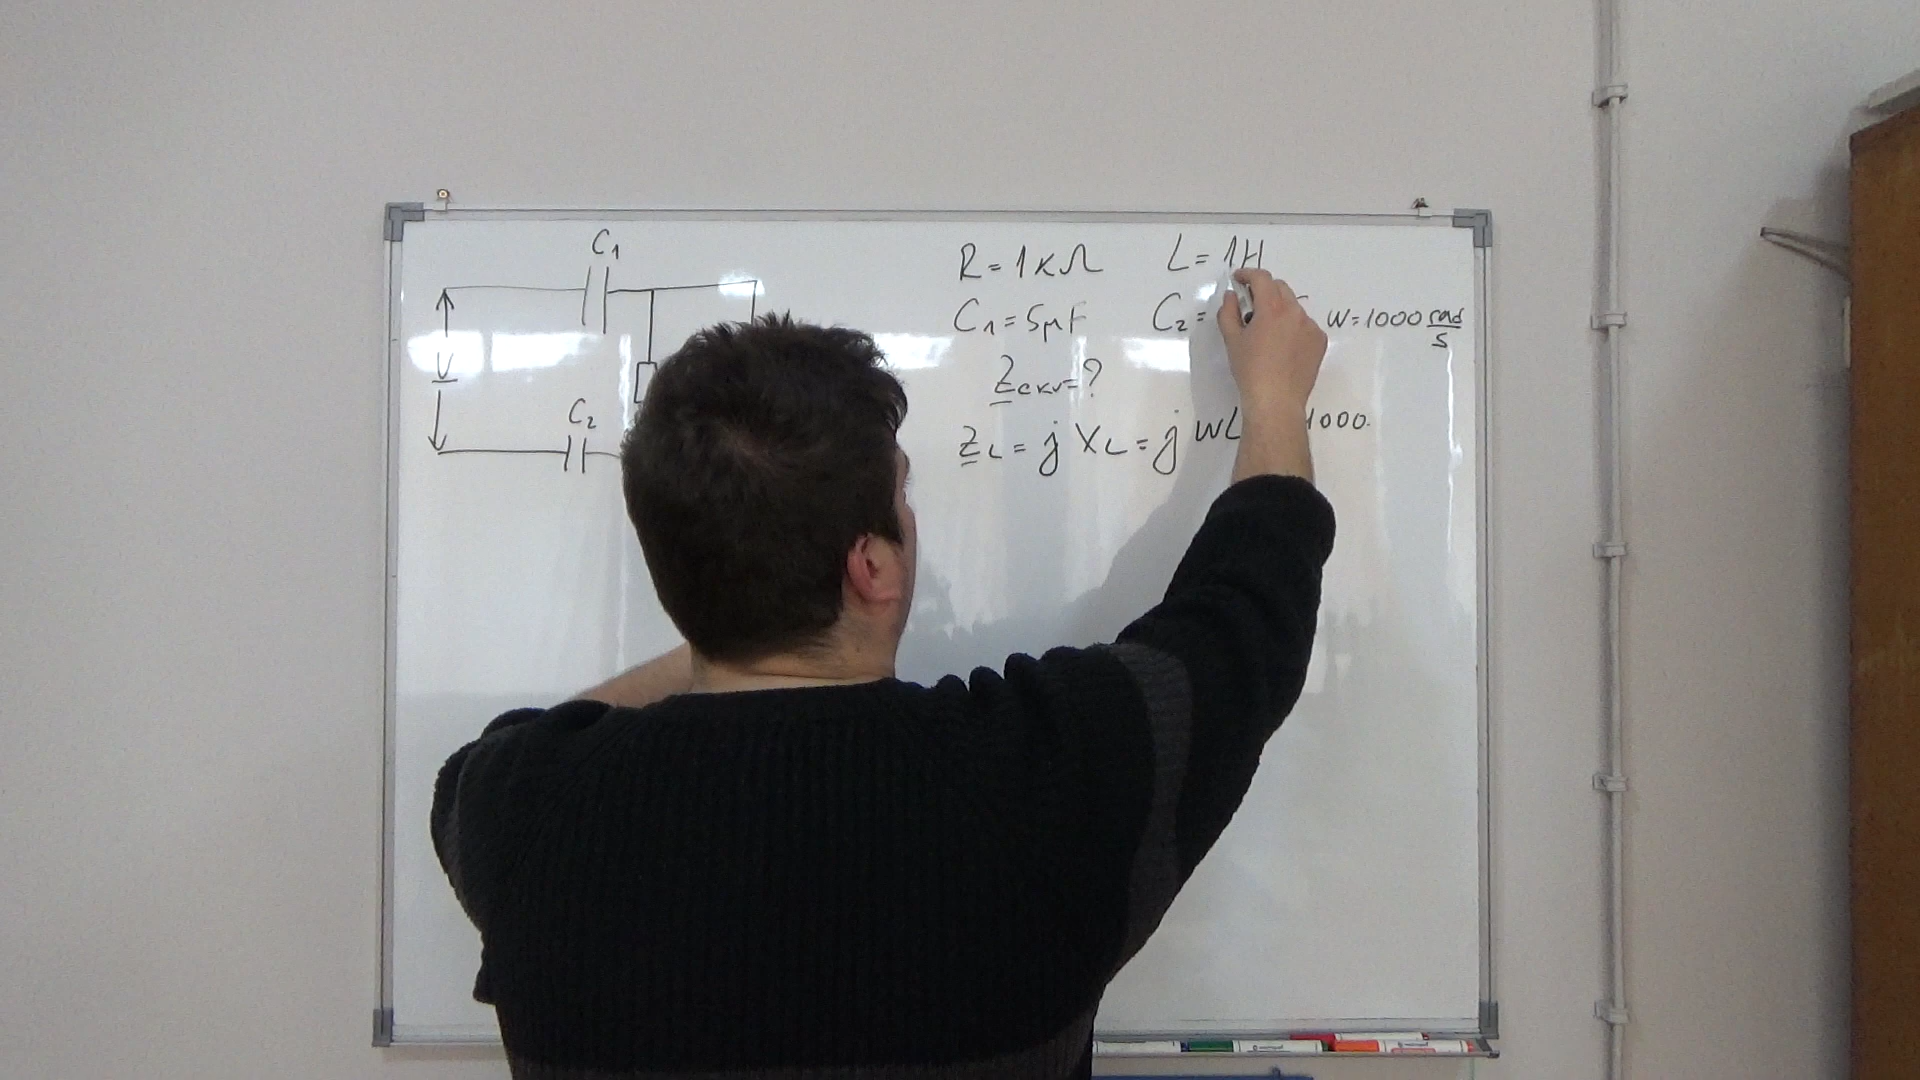 C1
U
C2
R = 1KΩ L = 1H
C1 = 5μF C2 = W = 1000 rad/s
Zekv = ?
ZL = j XL = j WL 1000.